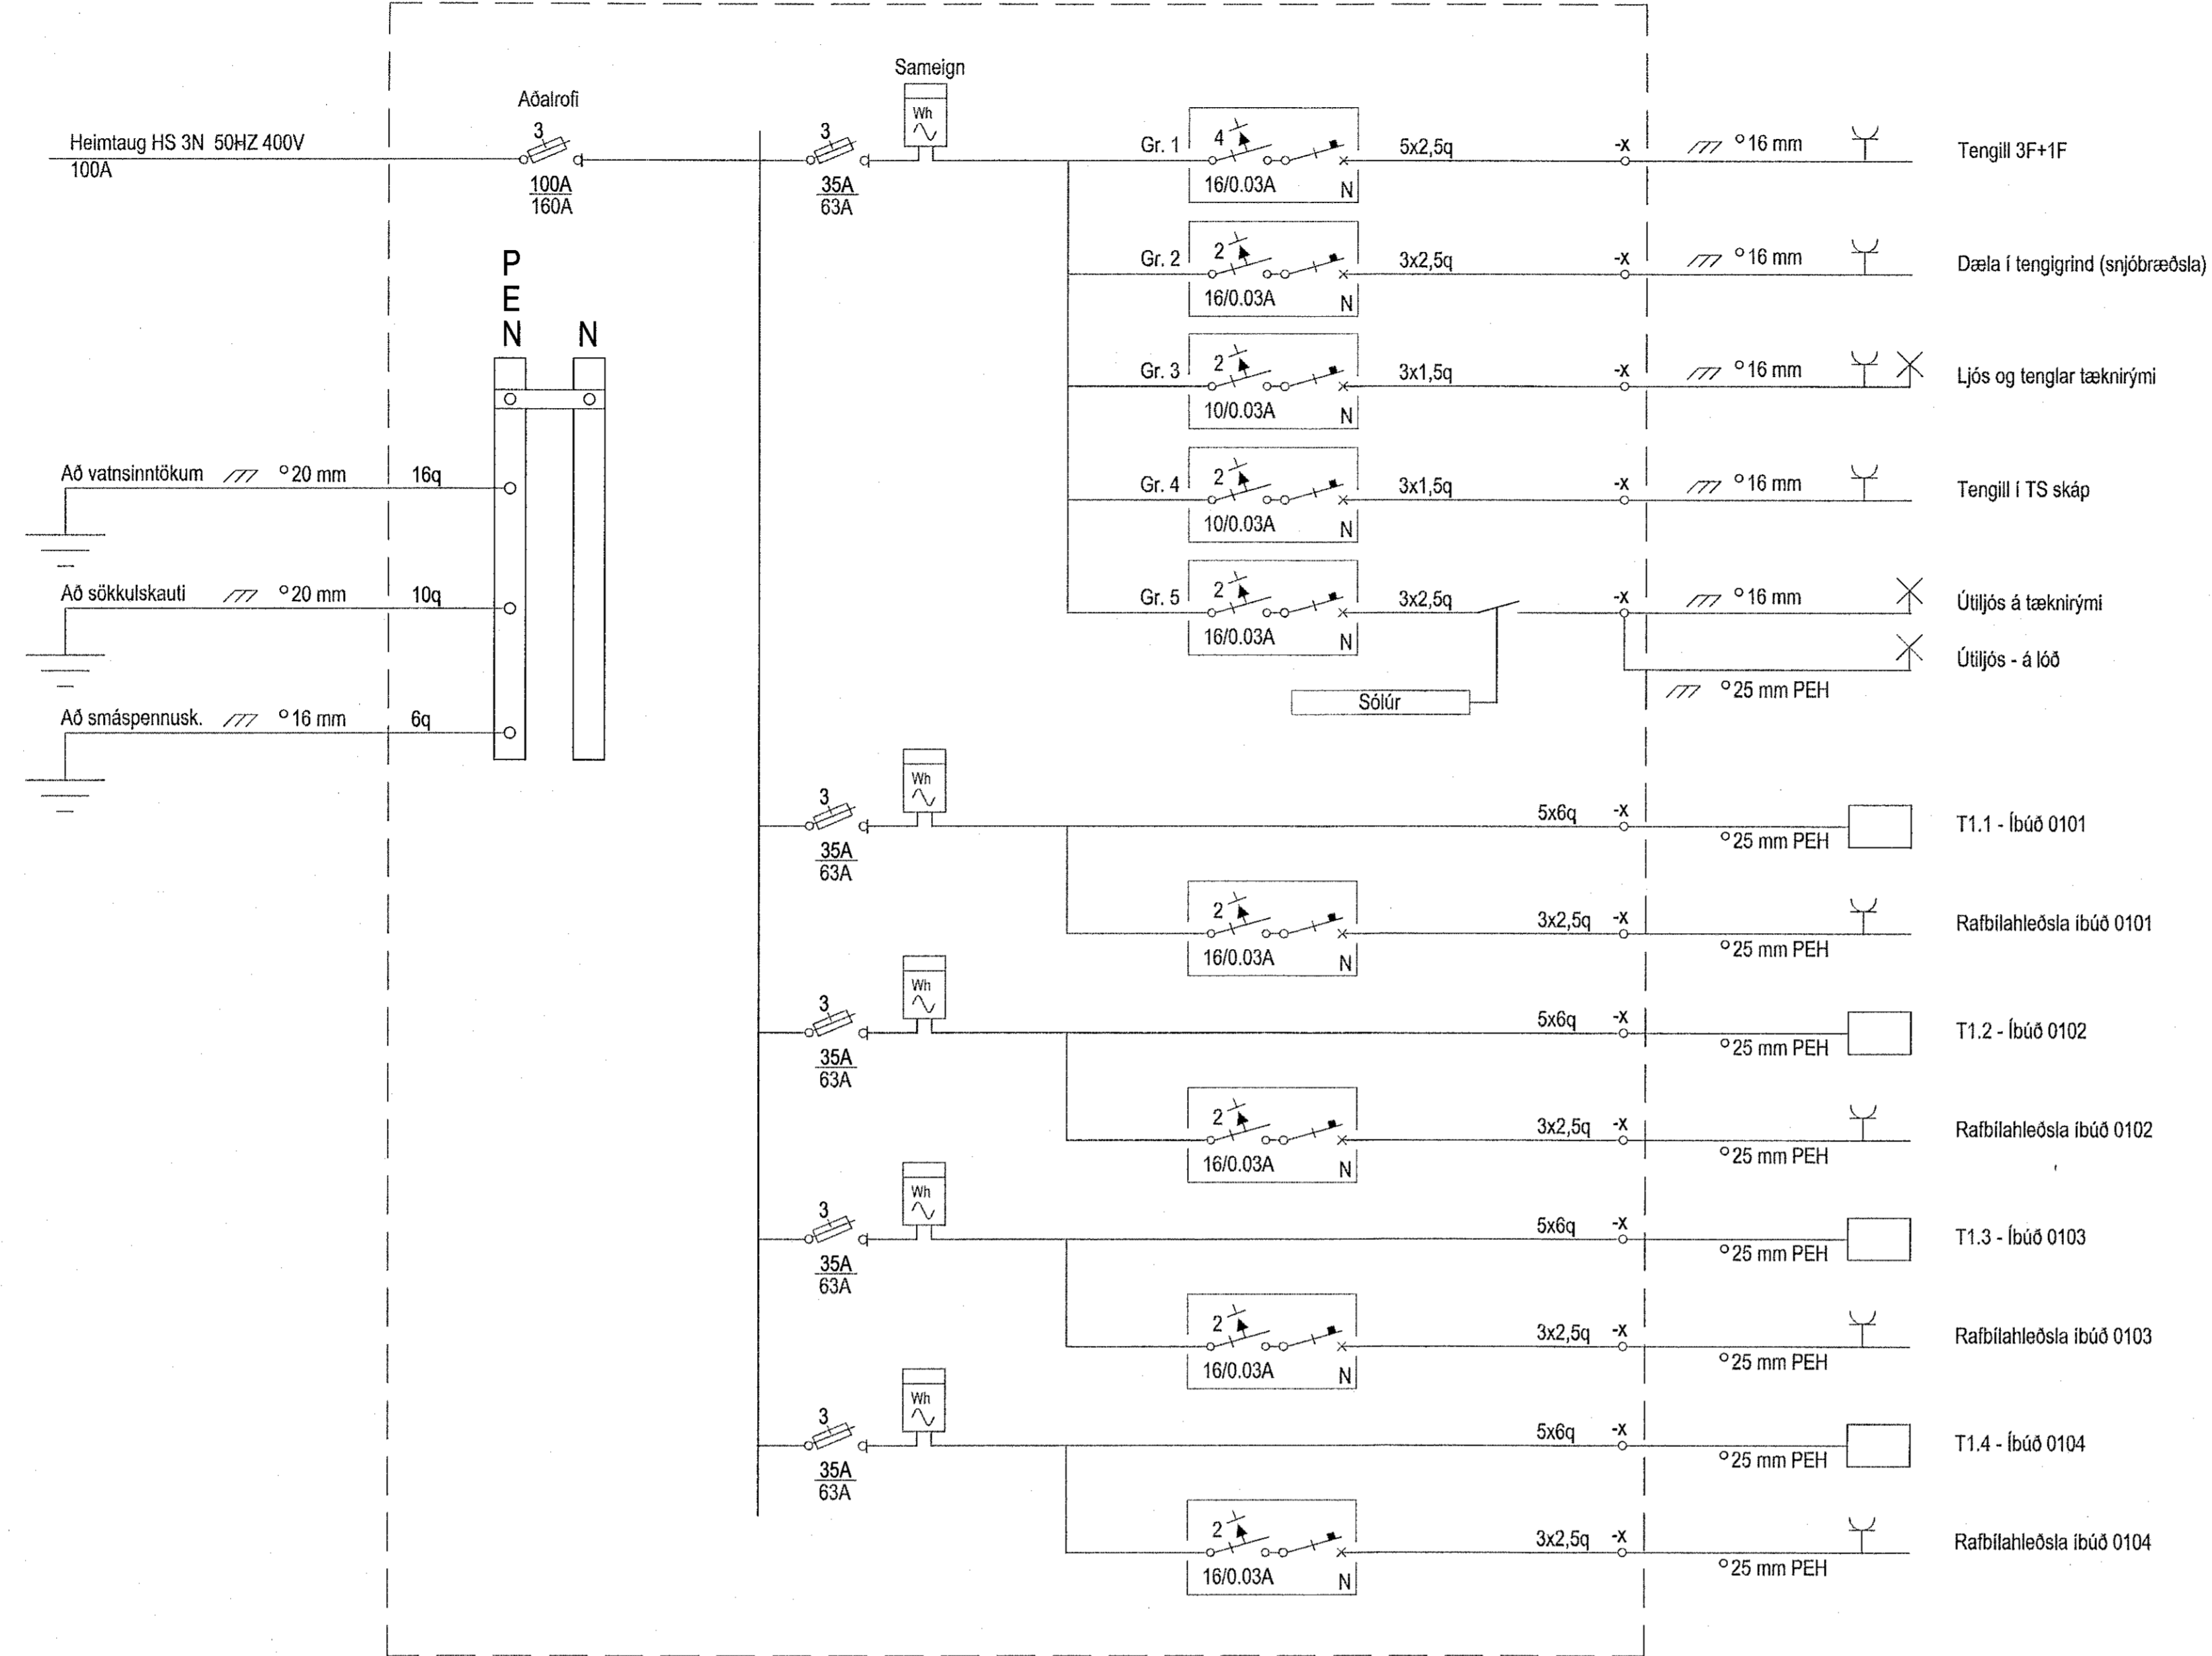 Sameign
Wh
Aðalrofi
Heimtaug HS 3N 50HZ 400V
100A
3
100A
160A
3
35A
63A
Gr. 1
4
16/0.03A
N
5x2,5q
-X
16 mm
Tengill 3F+1F
Gr. 2
2
16/0.03A
N
3x2,5q
-X
16 mm
Dæla í tengigrind (snjóbræðsla)
P
E
N
N
Gr. 3
2
10/0.03A
N
3x1,5q
-X
16 mm
Ljós og tenglar tæknirými
Að vatnsinntökum
20 mm
16q
Gr. 4
2
10/0.03A
N
3x1,5q
-X
16 mm
Tengill í TS skáp
Að sökkulskauti
20 mm
10q
Gr. 5
2
16/0.03A
N
3x2,5q
-X
16 mm
Útiljós á tæknirými
Útiljós - á lóð
25 mm PEH
Sólúr
Að smáspennusk.
16 mm
6q
Wh
3
35A
63A
5x6q
-X
25 mm PEH
T1.1 - Íbúð 0101
2
16/0.03A
N
3x2,5q
-X
25 mm PEH
Rafbílahleðsla íbúð 0101
Wh
3
35A
63A
5x6q
-X
25 mm PEH
T1.2 - Íbúð 0102
2
16/0.03A
N
3x2,5q
-X
25 mm PEH
Rafbílahleðsla íbúð 0102
Wh
3
35A
63A
5x6q
-X
25 mm PEH
T1.3 - Íbúð 0103
2
16/0.03A
N
3x2,5q
-X
25 mm PEH
Rafbílahleðsla íbúð 0103
Wh
3
35A
63A
5x6q
-X
25 mm PEH
T1.4 - Íbúð 0104
2
16/0.03A
N
3x2,5q
-X
25 mm PEH
Rafbílahleðsla íbúð 0104